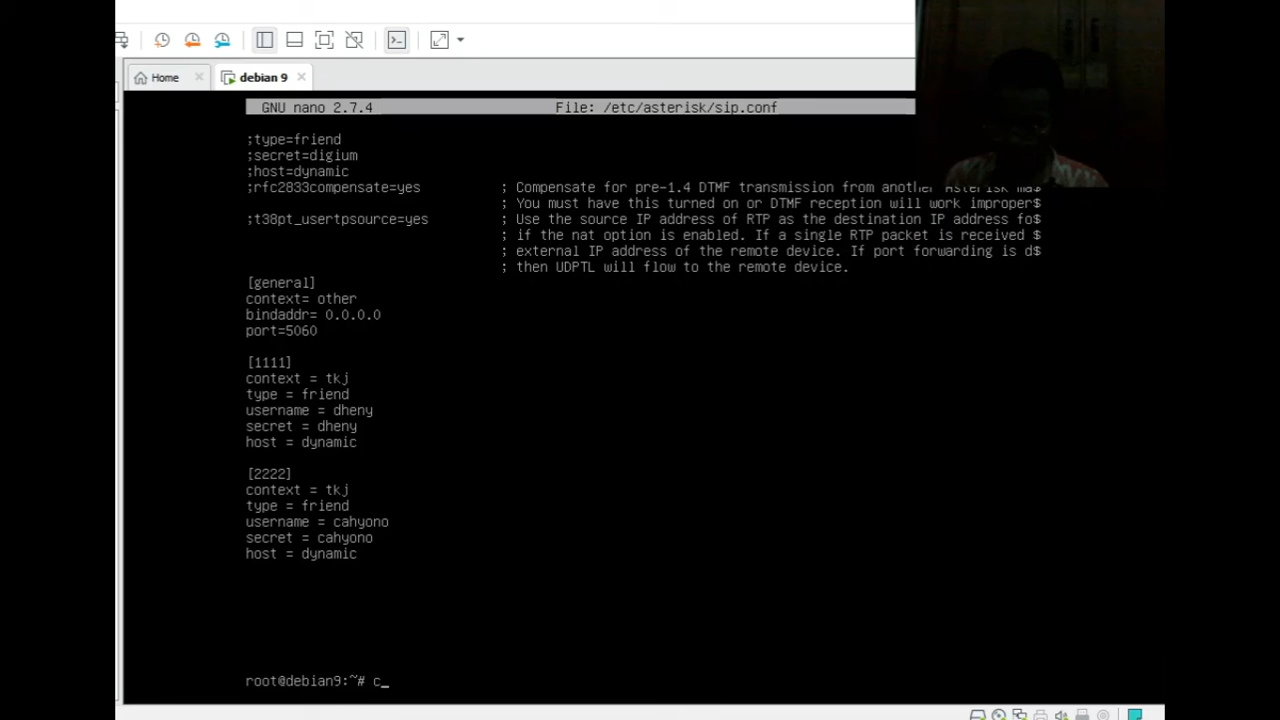 Home
debian 9
GNU nano 2.7.4 File: /etc/asterisk/sip.conf
;type=friend
;secret=digium
;host=dynamic
;rfc2833compensate=yes ; Compensate for pre-1.4 DTMF transmission from another Asterisk ma$
; You must have this turned on or DTMF reception will work improper$
;t38pt_usertpsource=yes ; Use the source IP address of RTP as the destination IP address fo$
; if the nat option is enabled. If a single RTP packet is received $
; external IP address of the remote device. If port forwarding is d$
; then UDPTL will flow to the remote device.
[general]
context= other
bindaddr= 0.0.0.0
port=5060
[1111]
context = tkj
type = friend
username = dheny
secret = dheny
host = dynamic
[2222]
context = tkj
type = friend
username = cahyono
secret = cahyono
host = dynamic
root@debian9:~# c_